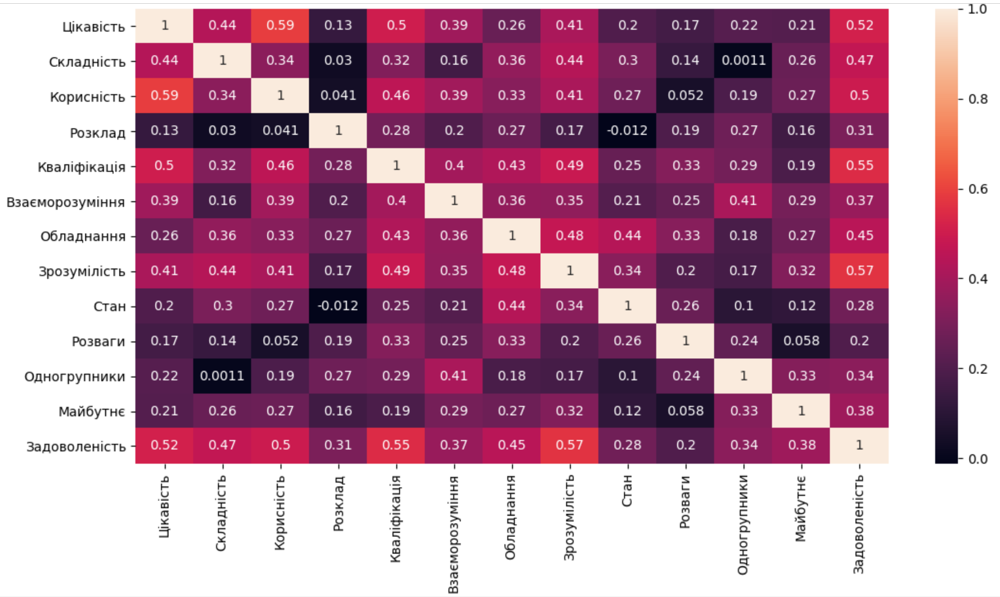 Цікавість 1 0.44 0.59 0.13 0.5 0.39 0.26 0.41 0.2 0.17 0.22 0.21 0.52
Складність 0.44 1 0.34 0.03 0.32 0.16 0.36 0.44 0.3 0.14 0.0011 0.26 0.47
Корисність 0.59 0.34 1 0.041 0.46 0.39 0.33 0.41 0.27 0.052 0.19 0.27 0.5
Розклад 0.13 0.03 0.041 1 0.28 0.2 0.27 0.17 -0.012 0.19 0.27 0.16 0.31
Кваліфікація 0.5 0.32 0.46 0.28 1 0.4 0.43 0.49 0.25 0.33 0.29 0.19 0.55
Взаєморозуміння 0.39 0.16 0.39 0.2 0.4 1 0.36 0.35 0.21 0.25 0.41 0.29 0.37
Обладнання 0.26 0.36 0.33 0.27 0.43 0.36 1 0.48 0.44 0.33 0.18 0.27 0.45
Зрозумілість 0.41 0.44 0.41 0.17 0.49 0.35 0.48 1 0.34 0.2 0.17 0.32 0.57
Стан 0.2 0.3 0.27 -0.012 0.25 0.21 0.44 0.34 1 0.26 0.1 0.12 0.28
Розваги 0.17 0.14 0.052 0.19 0.33 0.25 0.33 0.2 0.26 1 0.24 0.058 0.2
Одногрупники 0.22 0.0011 0.19 0.27 0.29 0.41 0.18 0.17 0.1 0.24 1 0.33 0.34
Майбутнє 0.21 0.26 0.27 0.16 0.19 0.29 0.27 0.32 0.12 0.058 0.33 1 0.38
Задоволеність 0.52 0.47 0.5 0.31 0.55 0.37 0.45 0.57 0.28 0.2 0.34 0.38 1
Цікавість
Складність
Корисність
Розклад
Кваліфікація
Взаєморозуміння
Обладнання
Зрозумілість
Стан
Розваги
Одногрупники
Майбутнє
Задоволеність
1.0
0.8
0.6
0.4
0.2
0.0